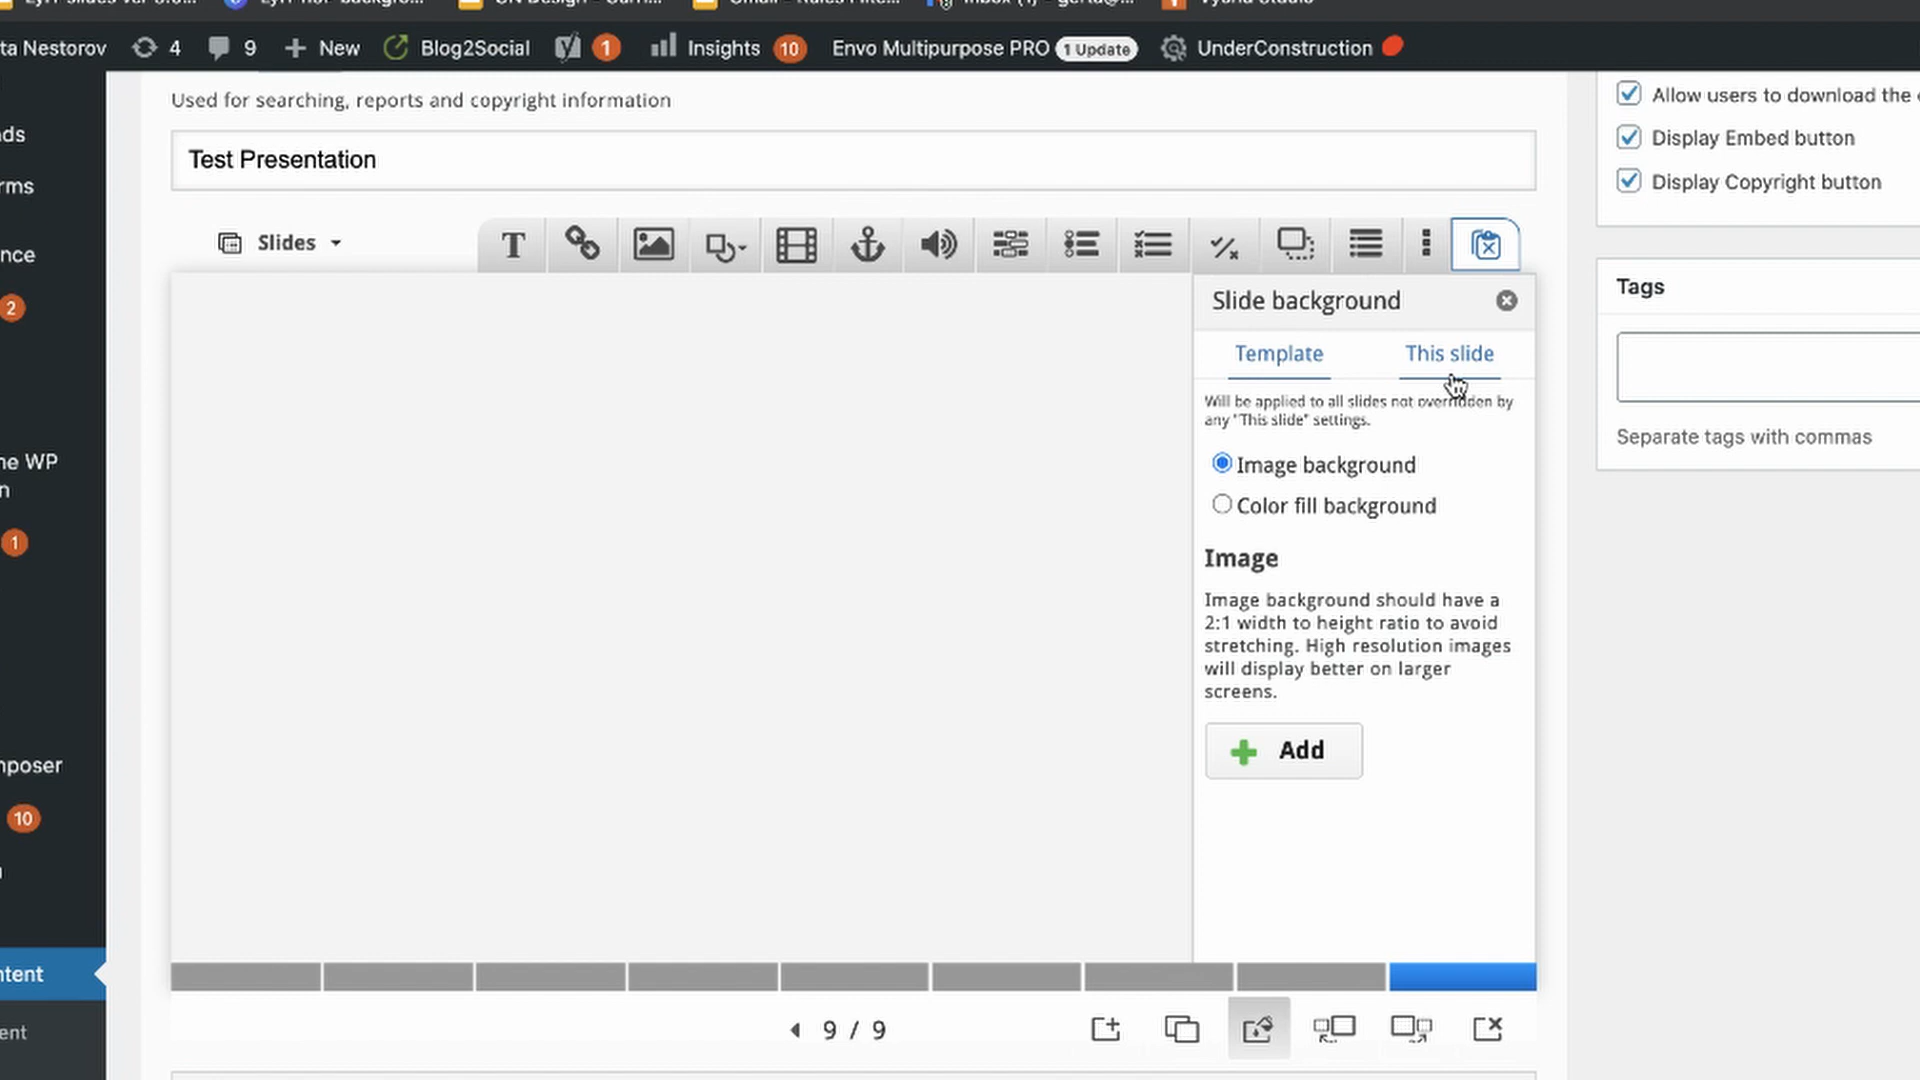 ta Nestorov 4 9 New Blog2Social 1 Insights 10 Envo Multipurpose PRO 1 Update UnderConstruction
Used for searching, reports and copyright information
Test Presentation
Slides
T
Slide background
Template This slide
Will be applied to all slides not overridden by
any "This slide" settings.
Image background
Color fill background
Image
Image background should have a
2:1 width to height ratio to avoid
stretching. High resolution images
will display better on larger
screens.
Add
9 / 9
Allow users to download the
Display Embed button
Display Copyright button
Tags
Separate tags with commas
ds
rms
nce
2
ne WP
n
1
nposer
10
ntent
ent